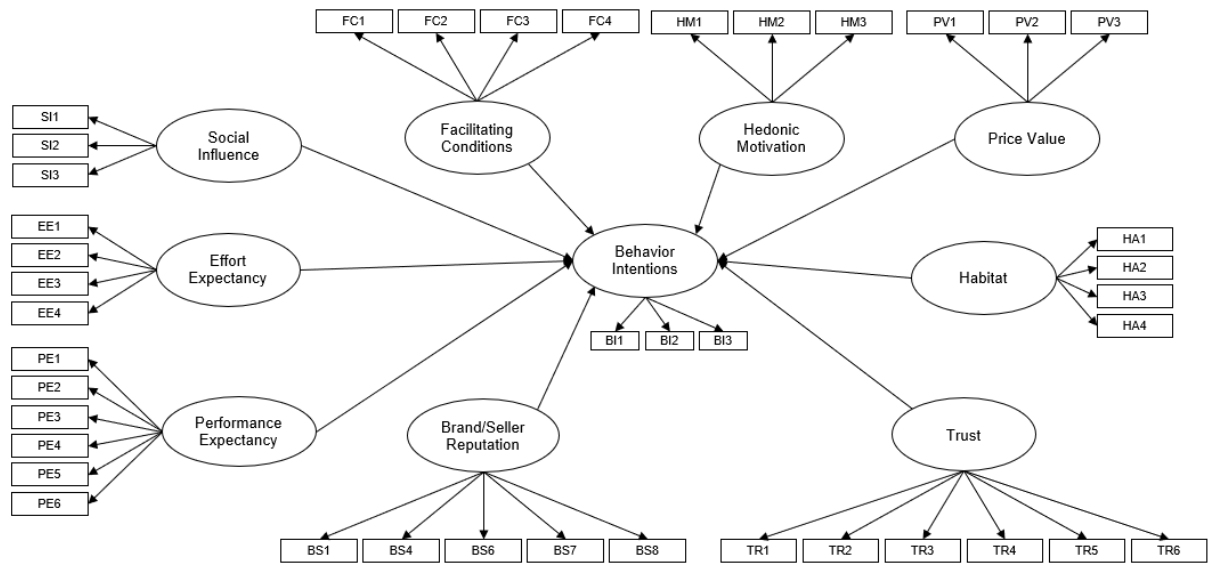 FC1
FC2
FC3
FC4
HM1
HM2
HM3
PV1
PV2
PV3
SI1
SI2
SI3
Social
Influence
Facilitating
Conditions
Hedonic
Motivation
Price Value
EE1
EE2
EE3
EE4
Effort
Expectancy
Behavior
Intentions
Habitat
HA1
HA2
HA3
HA4
BI1
BI2
BI3
PE1
PE2
PE3
PE4
PE5
PE6
Performance
Expectancy
Brand/Seller
Reputation
Trust
BS1
BS4
BS6
BS7
BS8
TR1
TR2
TR3
TR4
TR5
TR6